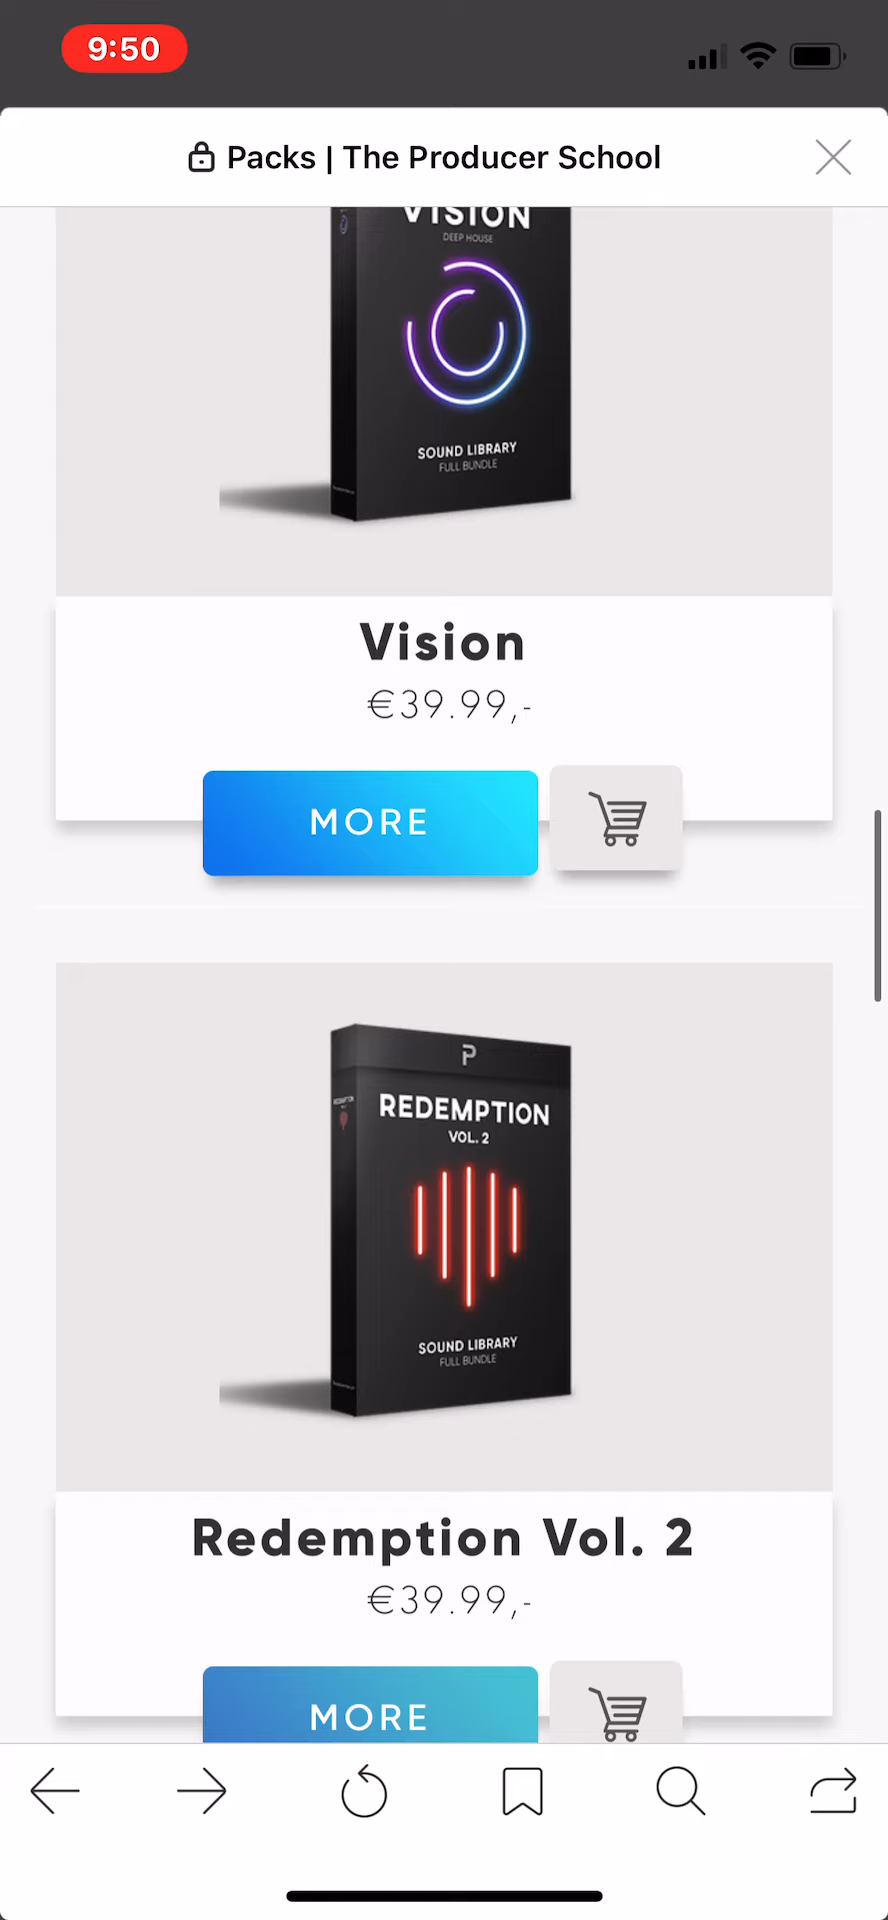 9:50
Packs | The Producer School
VISION
DEEP HOUSE
SOUND LIBRARY
FULL BUNDLE
Vision
€39.99,-
MORE
REDEMPTION
VOL. 2
SOUND LIBRARY
FULL BUNDLE
Redemption Vol. 2
€39.99,-
MORE